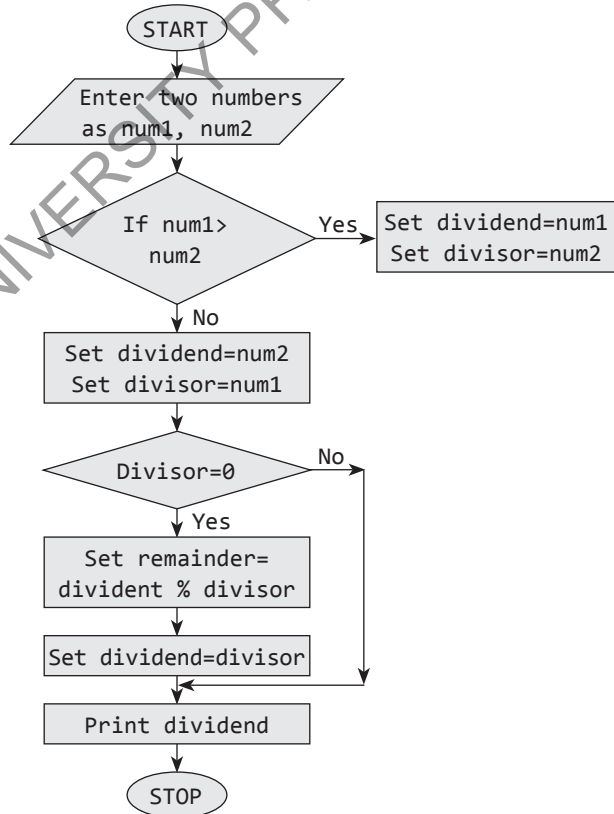 START
Enter two numbers
as num1, num2
If num1>
num2
Yes
Set dividend=num1
Set divisor=num2
No
Set dividend=num2
Set divisor=num1
Divisor=0
No
Yes
Set remainder=
divident % divisor
Set dividend=divisor
Print dividend
STOP